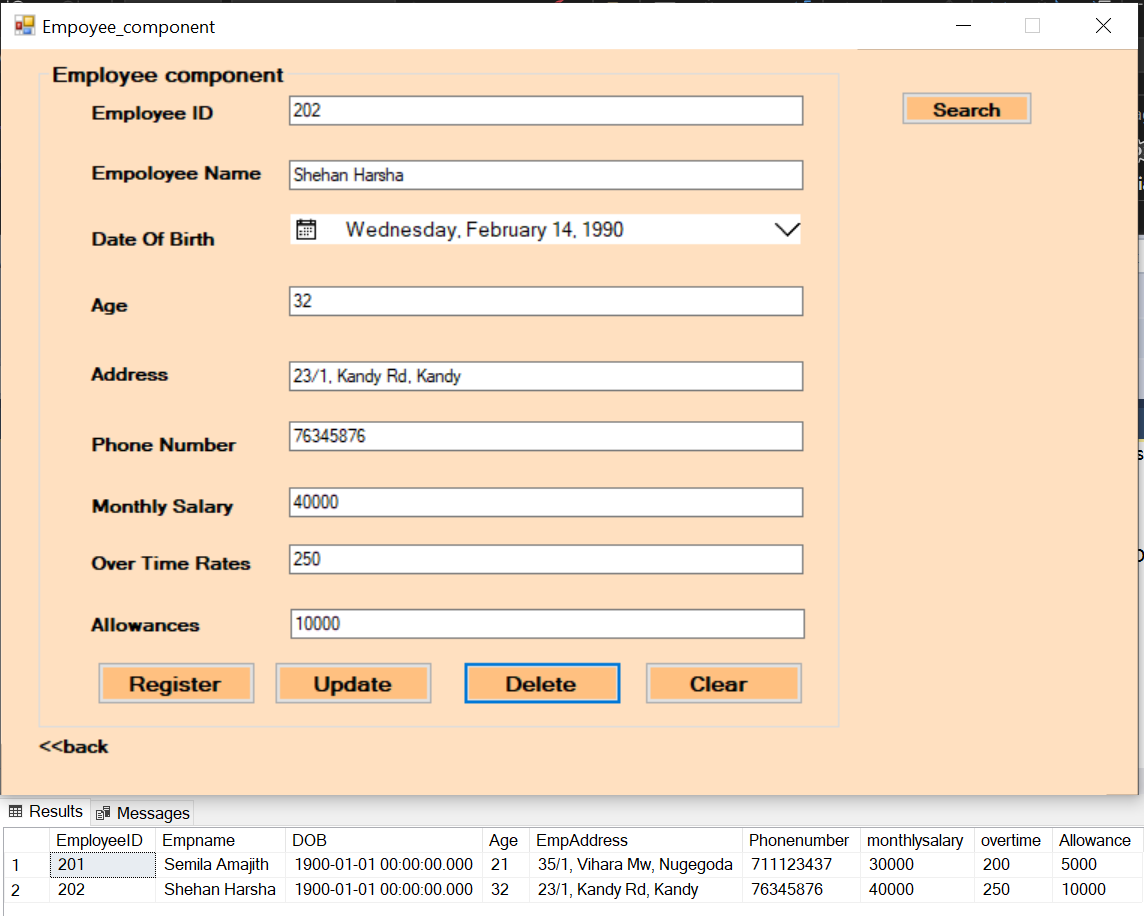 Empoyee_component
Employee component
Employee ID 202 Search
Empoloyee Name Shehan Harsha
Date Of Birth Wednesday, February 14, 1990
Age 32
Address 23/1, Kandy Rd, Kandy
Phone Number 76345876
Monthly Salary 40000
Over Time Rates 250
Allowances 10000
Register Update Delete Clear
<<back
Results Messages
EmployeeID Empname DOB Age EmpAddress Phonenumber monthlysalary overtime Allowance
1 201 Semila Amajith 1900-01-01 00:00:00.000 21 35/1, Vihara Mw, Nugegoda 711123437 30000 200 5000
2 202 Shehan Harsha 1900-01-01 00:00:00.000 32 23/1, Kandy Rd, Kandy 76345876 40000 250 10000